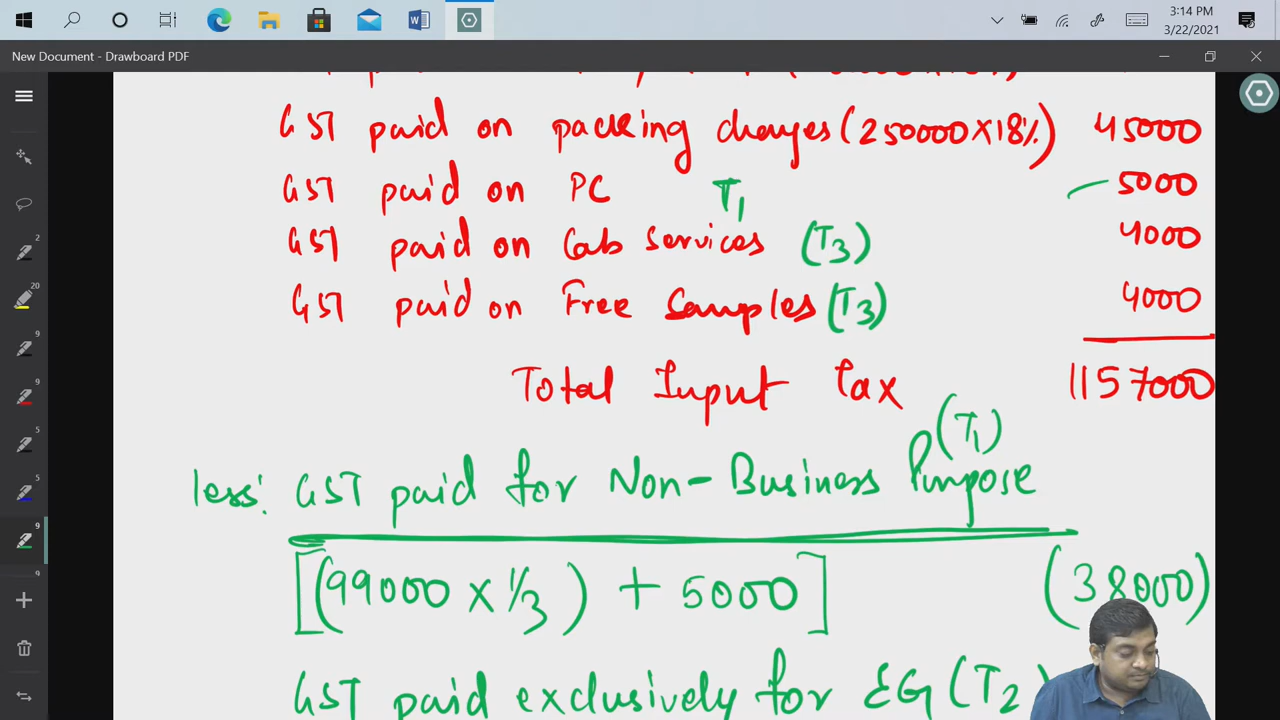 3:14 PM
3/22/2021
New Document - Drawboard PDF
GST paid on packing charges (250000 x 18%) 45000
GST paid on PC T1 5000
GST paid on Cab Services (T3) 4000
GST paid on Free Samples (T3) 4000
Total Input Tax 1157000
(T1)
less: GST paid for Non-Business Purpose
[(99000 x 1/3) + 5000] (38000)
GST paid exclusively for EG (T2)